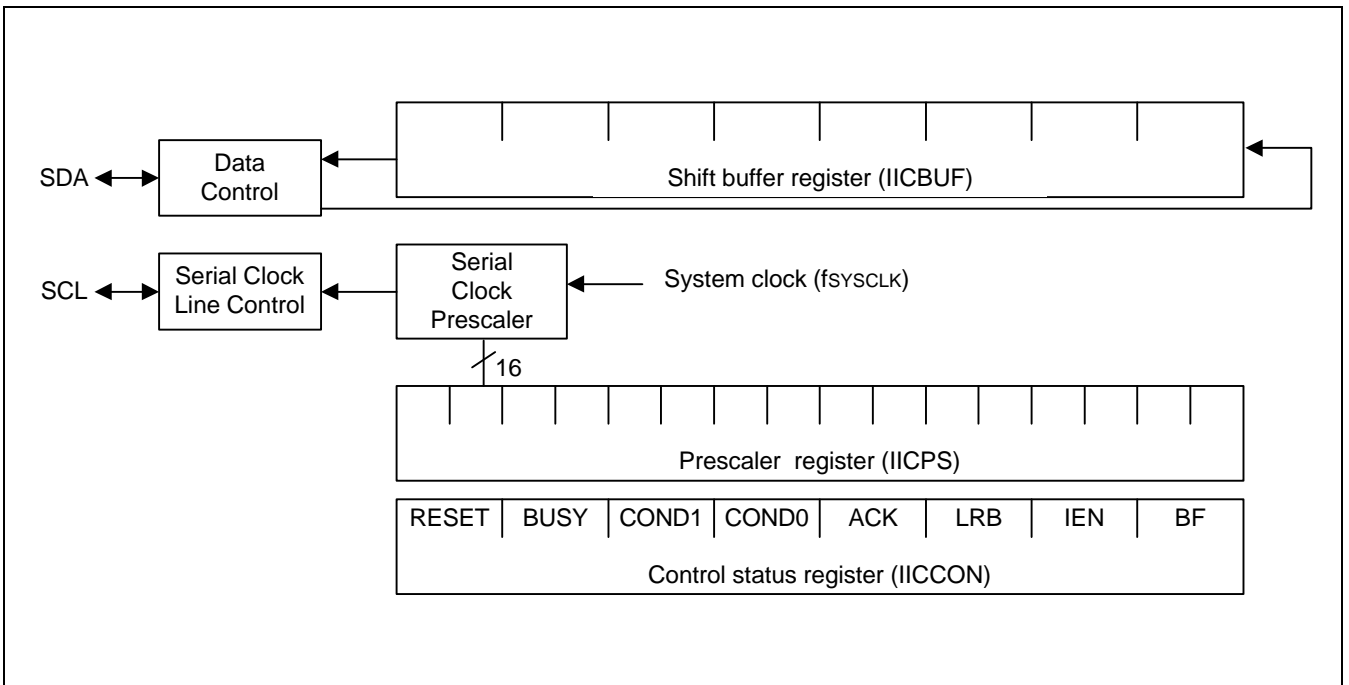 SDA
Data
Control
Shift buffer register (IICBUF)
SCL
Serial Clock
Line Control
Serial
Clock
Prescaler
System clock (fSYSCLK)
16
Prescaler register (IICPS)
RESET BUSY COND1 COND0 ACK LRB IEN BF
Control status register (IICCON)